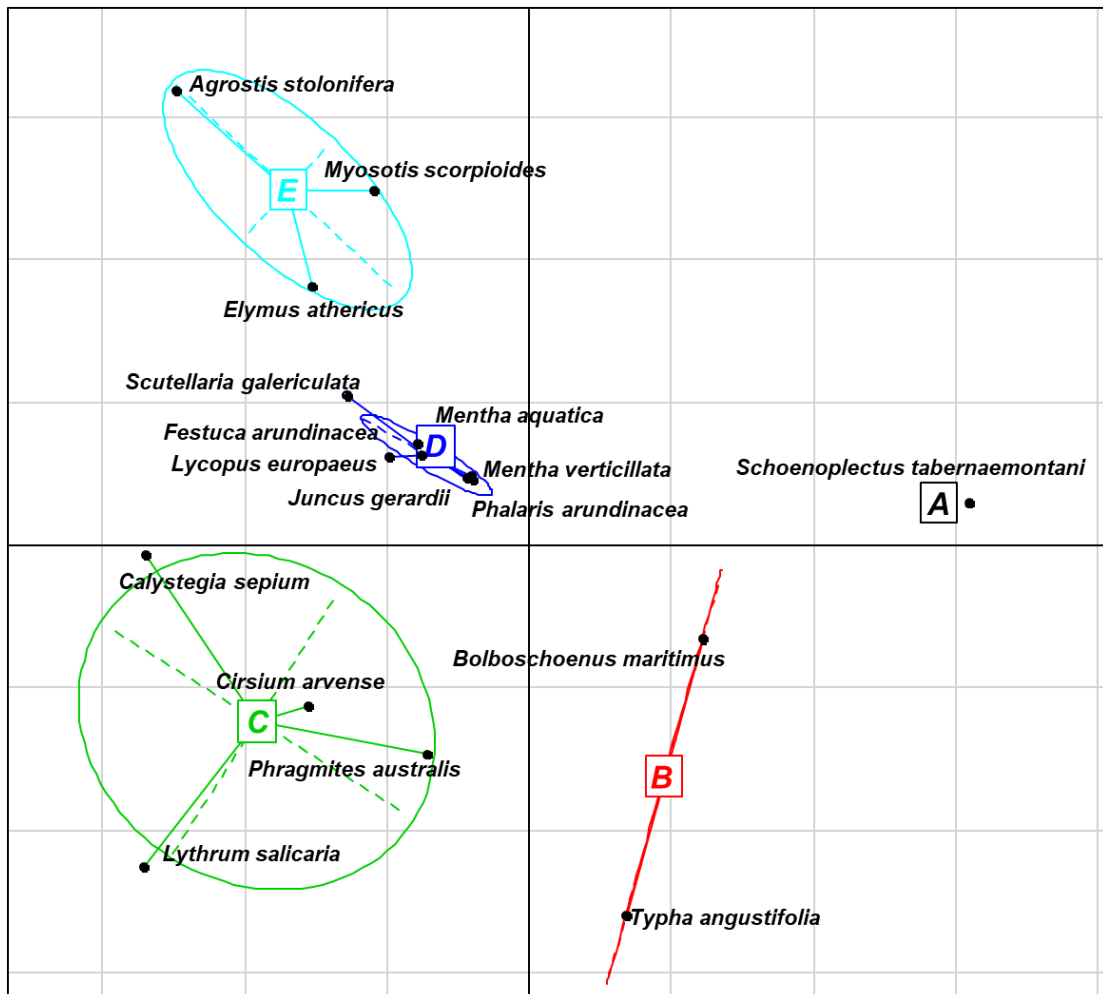 Agrostis stolonifera
Myosotis scorpioides
E
Elymus athericus
Scutellaria galericulata
Mentha aquatica
Festuca arundinacea
D
Lycopus europaeus
Mentha verticillata
Schoenoplectus tabernaemontani
Juncus gerardii
Phalaris arundinacea
A
Calystegia sepium
Bolboschoenus maritimus
Cirsium arvense
C
Phragmites australis
B
Lythrum salicaria
Typha angustifolia